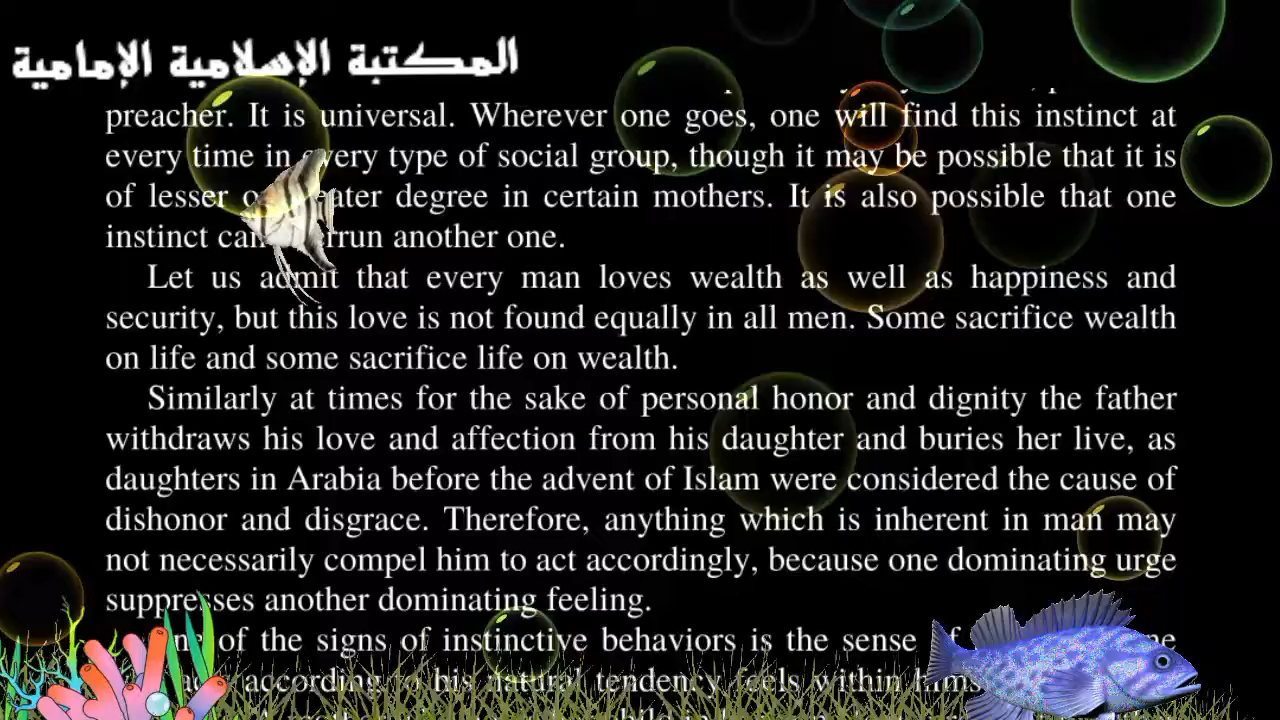 المكتبة الإسلامية الإمامية
preacher. It is universal. Wherever one goes, one will find this instinct at
every time in every type of social group, though it may be possible that it is
of lesser or greater degree in certain mothers. It is also possible that one
instinct can overrun another one.
Let us admit that every man loves wealth as well as happiness and
security, but this love is not found equally in all men. Some sacrifice wealth
on life and some sacrifice life on wealth.
Similarly at times for the sake of personal honor and dignity the father
withdraws his love and affection from his daughter and buries her live, as
daughters in Arabia before the advent of Islam were considered the cause of
dishonor and disgrace. Therefore, anything which is inherent in man may
not necessarily compel him to act accordingly, because one dominating urge
suppresses another dominating feeling.
of the signs of instinctive behaviors is the sense
according to his natural tendency feels within